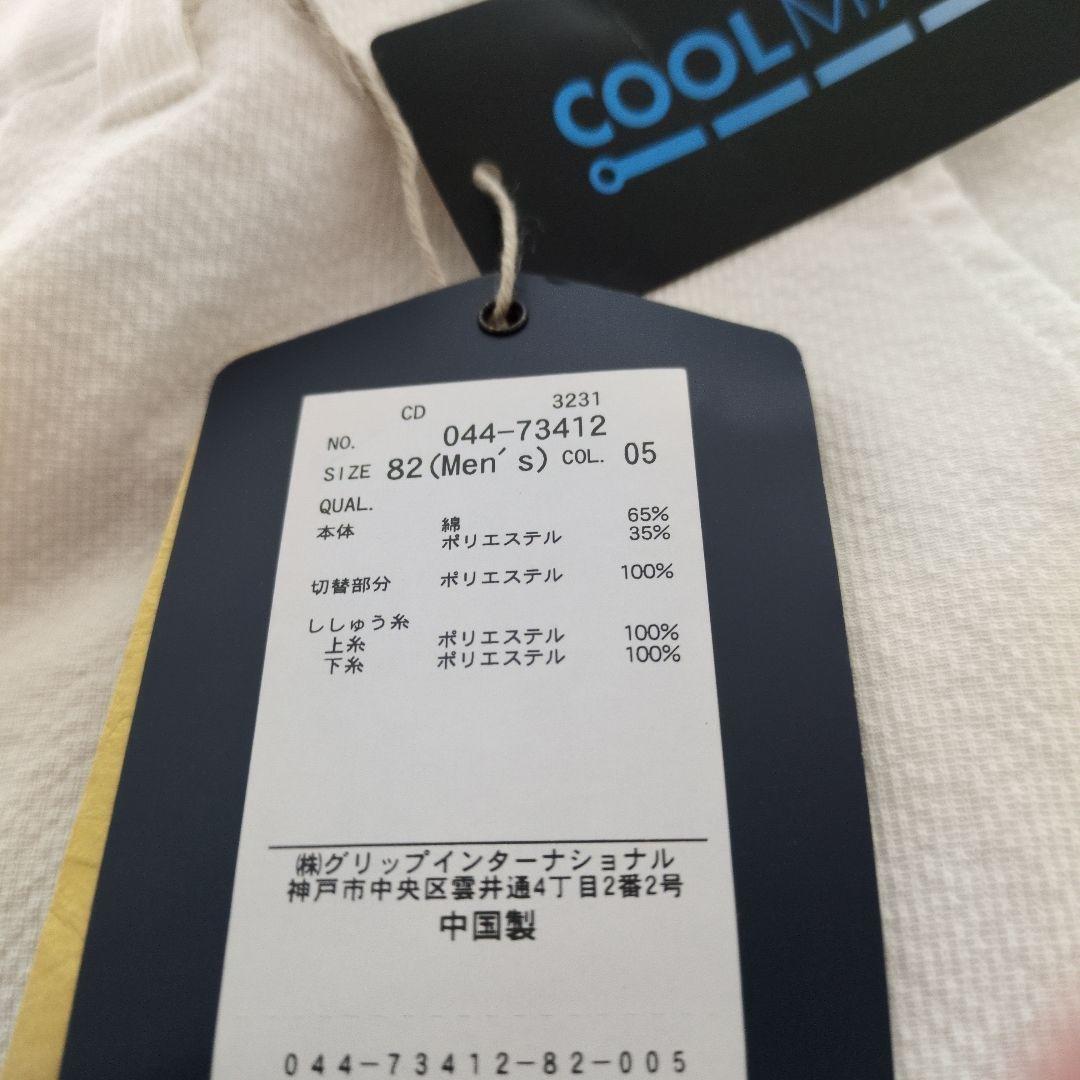 COOLMA
CD 3231
NO. 044-73412
SIZE 82(Men's) COL. 05
QUAL.
本体 綿 65%
ポリエステル 35%
切替部分 ポリエステル 100%
ししゅう糸
上糸 ポリエステル 100%
下糸 ポリエステル 100%
㈱グリップインターナショナル
神戸市中央区雲井通4丁目2番2号
中国製
044-73412-82-005